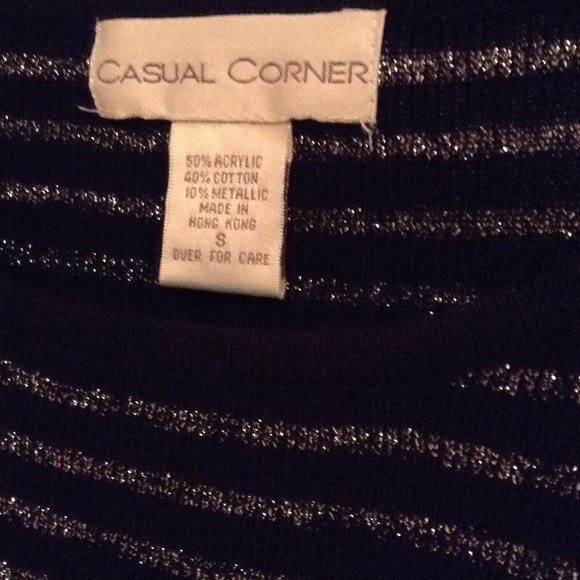 CASUAL CORNER
50% ACRYLIC
40% COTTON
10% METALLIC
MADE IN
HONG KONG
S
OVER FOR CARE